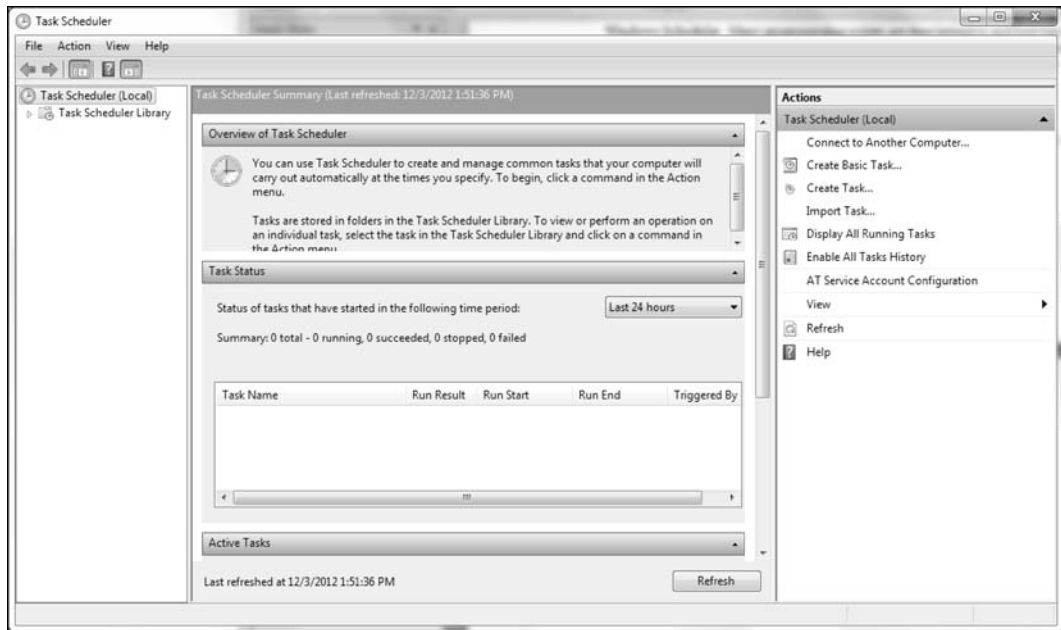 Task Scheduler
File Action View Help
Task Scheduler (Local)
Task Scheduler Library
Task Scheduler Summary (Last refreshed: 12/3/2012 1:51:36 PM)
Overview of Task Scheduler
You can use Task Scheduler to create and manage common tasks that your computer will
carry out automatically at the times you specify. To begin, click a command in the Action
menu.
Tasks are stored in folders in the Task Scheduler Library. To view or perform an operation on
an individual task, select the task in the Task Scheduler Library and click on a command in
the Action menu
Task Status
Status of tasks that have started in the following time period:
Last 24 hours
Summary: 0 total - 0 running, 0 succeeded, 0 stopped, 0 failed
Task Name Run Result Run Start Run End Triggered By
Active Tasks
Last refreshed at 12/3/2012 1:51:36 PM
Refresh
Actions
Task Scheduler (Local)
Connect to Another Computer...
Create Basic Task...
Create Task...
Import Task...
Display All Running Tasks
Enable All Tasks History
AT Service Account Configuration
View
Refresh
Help